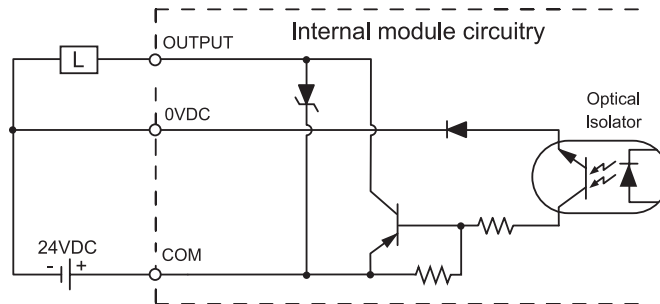 Internal module circuitry
OUTPUT
L
0VDC
Optical
Isolator
24VDC
- +
COM